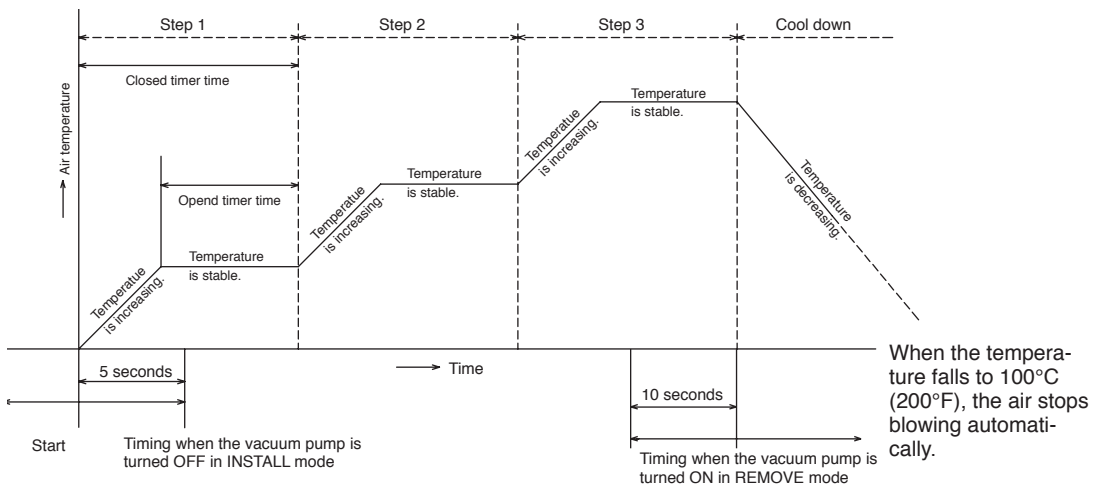 Step 1
Step 2
Step 3
Cool down
Closed timer time
Air temperature
Opend timer time
Temperatue
is increasing.
Temperature
is stable.
Temperatue
is increasing.
Temperature
is stable.
Temperatue
is increasing.
Temperature
is stable.
Temperature
is decreasing.
Time
5 seconds
10 seconds
Start
Timing when the vacuum pump is
turned OFF in INSTALL mode
Timing when the vacuum pump is
turned ON in REMOVE mode
When the tempera-
ture falls to 100°C
(200°F), the air stops
blowing automati-
cally.